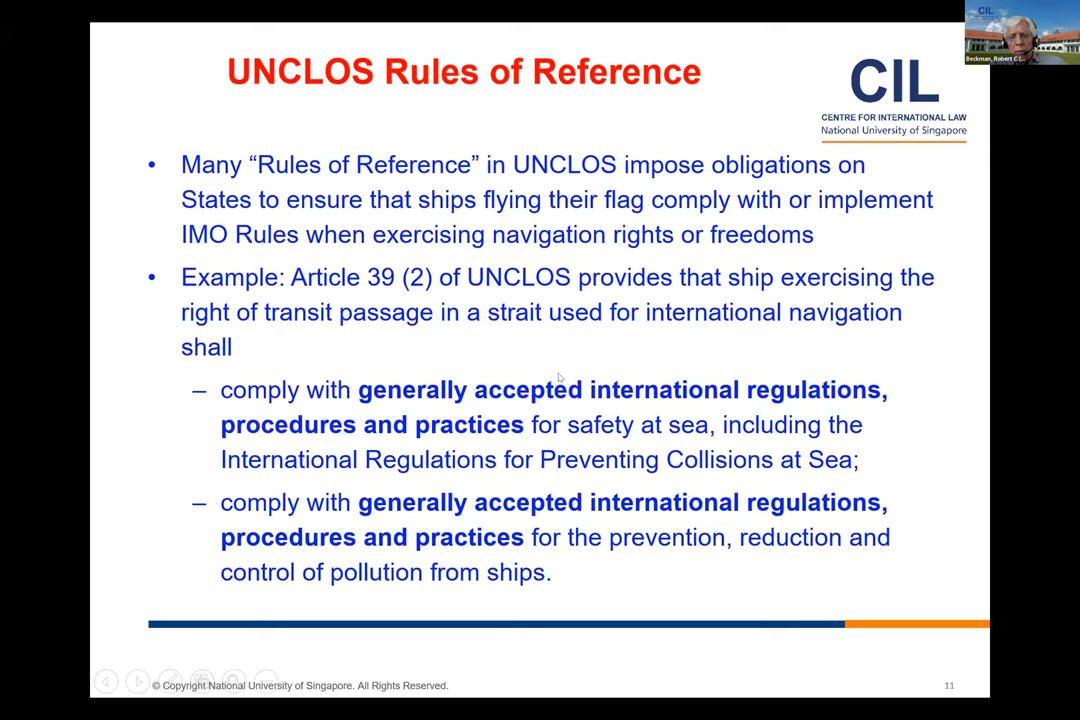 UNCLOS Rules of Reference
CIL
CENTRE FOR INTERNATIONAL LAW
National University of Singapore
CIL
Beckman, Robert C (...
• Many “Rules of Reference” in UNCLOS impose obligations on
States to ensure that ships flying their flag comply with or implement
IMO Rules when exercising navigation rights or freedoms
• Example: Article 39 (2) of UNCLOS provides that ship exercising the
right of transit passage in a strait used for international navigation
shall
– comply with generally accepted international regulations,
procedures and practices for safety at sea, including the
International Regulations for Preventing Collisions at Sea;
– comply with generally accepted international regulations,
procedures and practices for the prevention, reduction and
control of pollution from ships.
© Copyright National University of Singapore. All Rights Reserved.
11